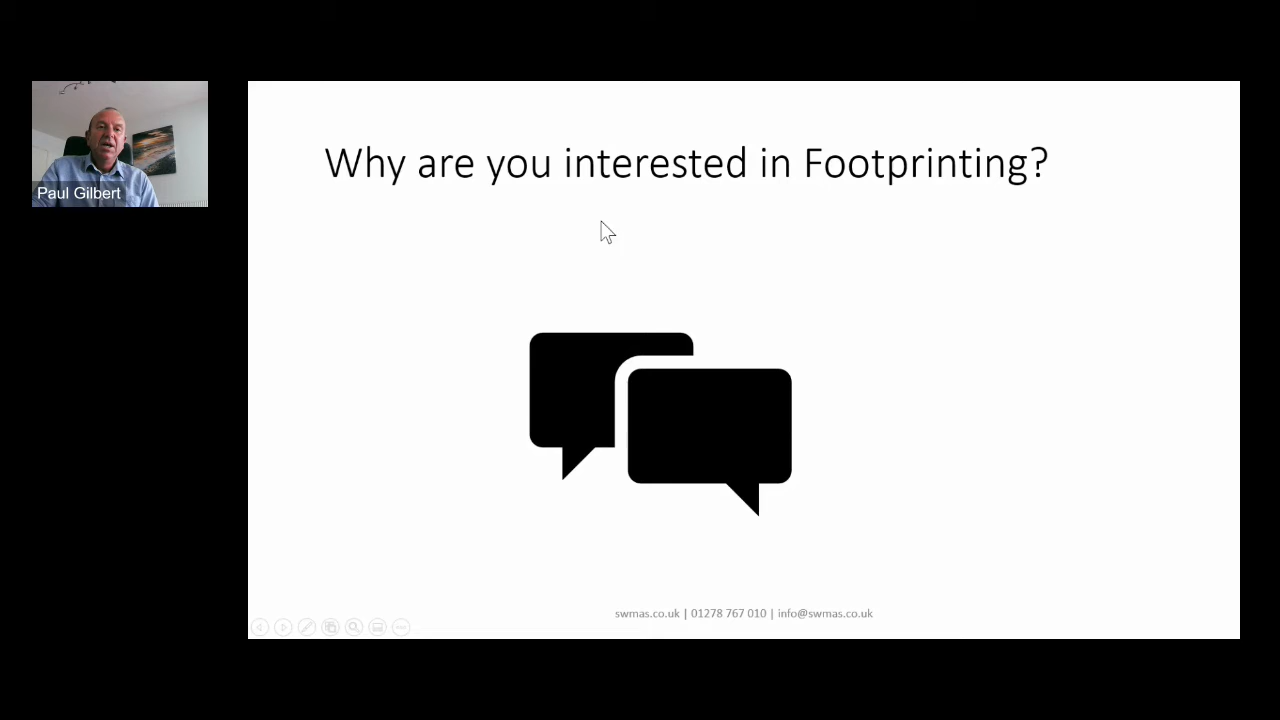 Paul Gilbert
Why are you interested in Footprinting?
swmas.co.uk | 01278 767 010 | info@swmas.co.uk